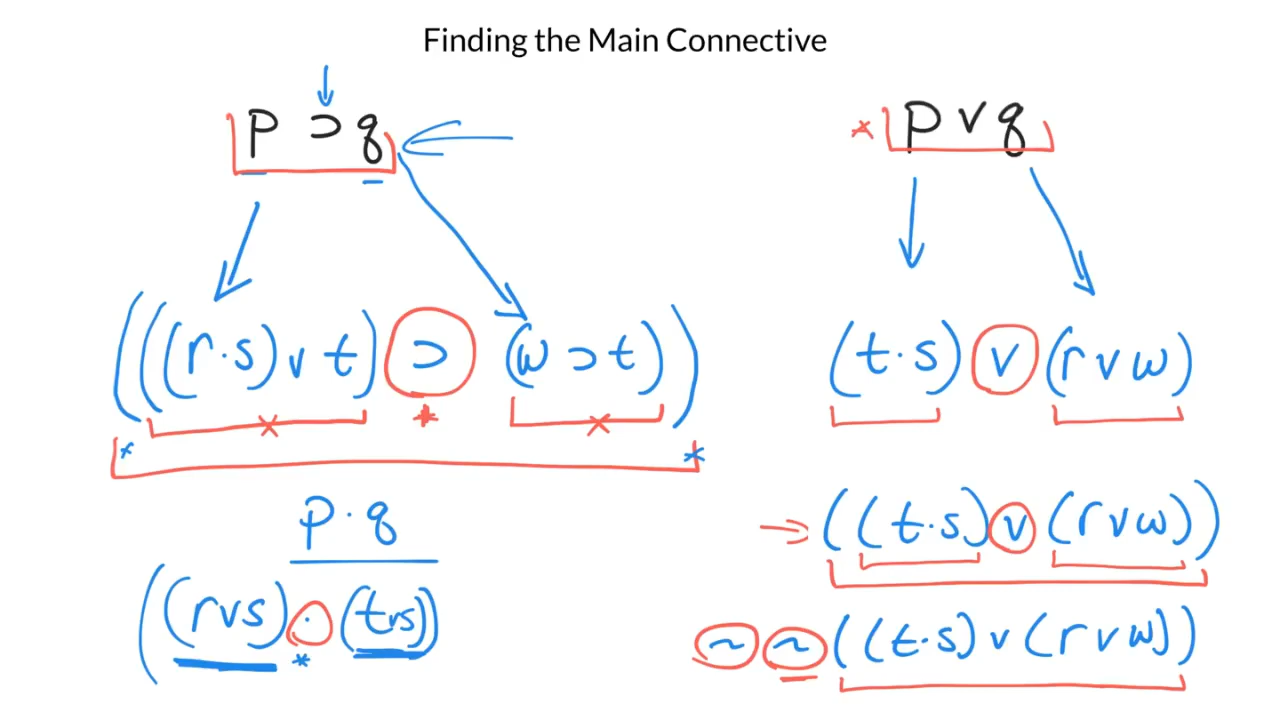 Finding the Main Connective
p ⊃ q
p ∨ q
(((r·s) ∨ t) ⊃ (w ⊃ t))
(t·s) ∨ (r ∨ w)
p · q
((t·s) ∨ (r ∨ w))
((r∨s) · (t∨s))
~ ~ ((t·s) ∨ (r ∨ w))